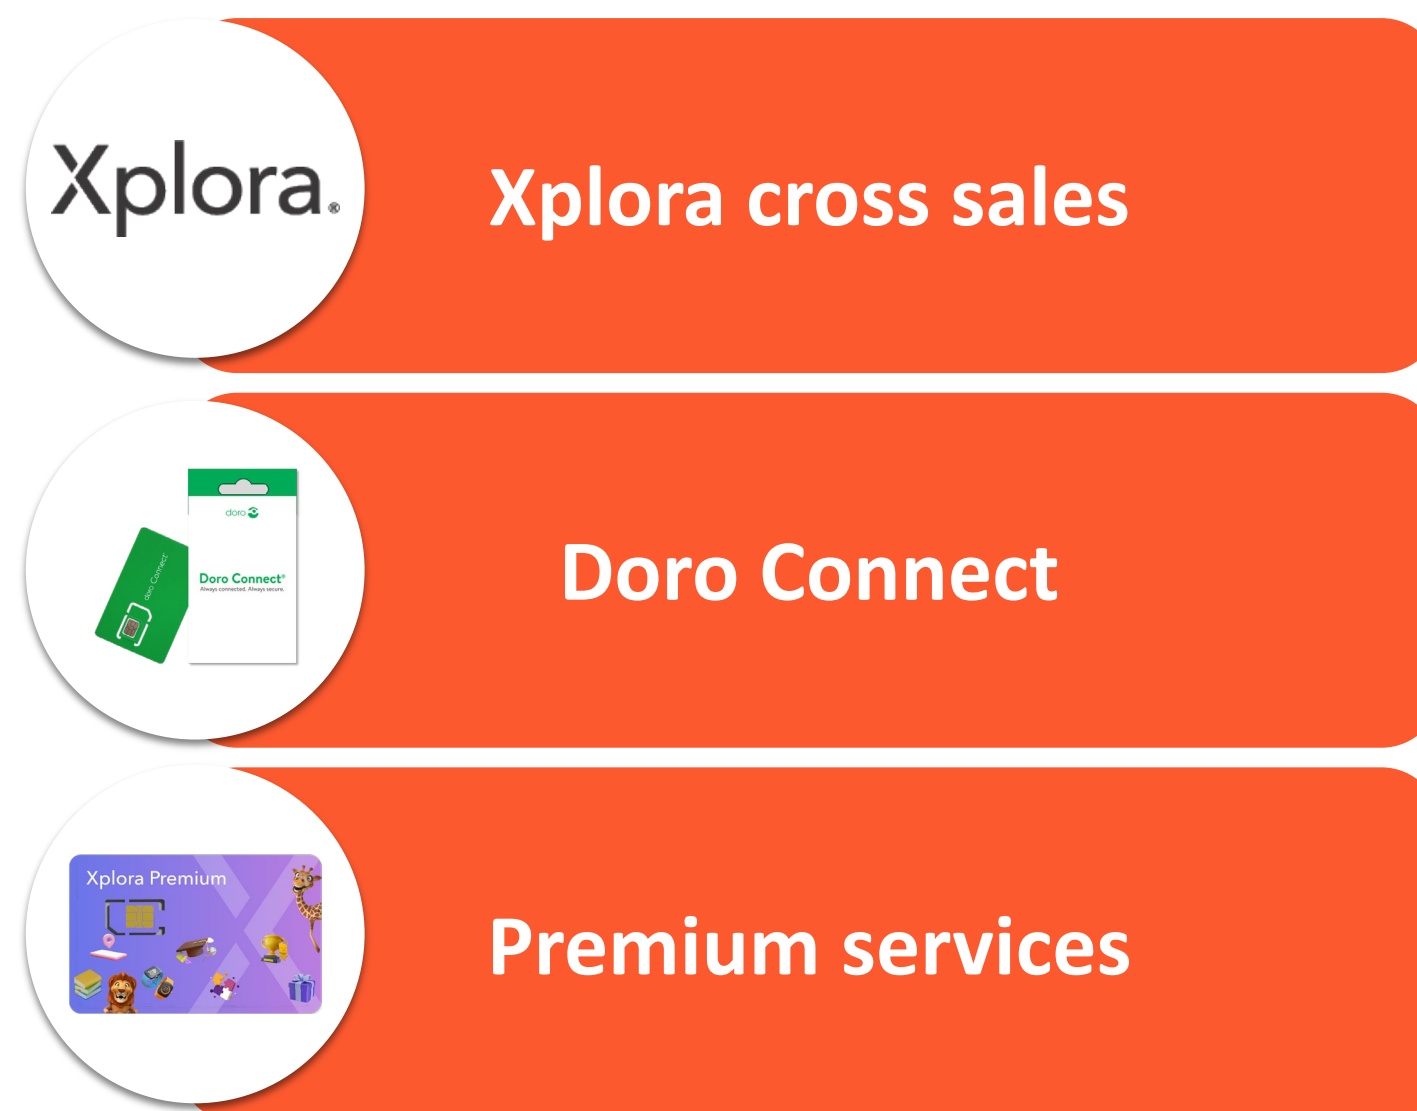 Xplora®
Xplora cross sales
doro
Doro Connect®
Always connected. Always secure.
doro Connect
Doro Connect
Xplora Premium
Premium services